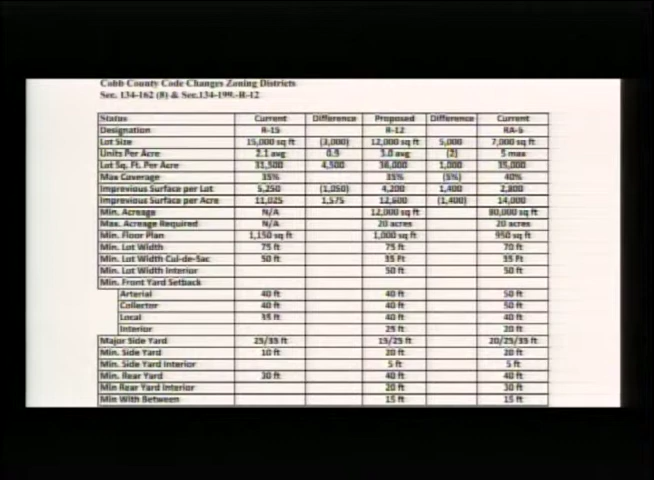 Cobb County Code Changes Zoning Districts
Sec. 134-162 (8) & Sec.134-199.-R-12
Status Current Difference Proposed Difference Current
Designation R-15 R-12 RA-5
Lot Size 15,000 sq ft (3,000) 12,000 sq ft 5,000 7,000 sq ft
Units Per Acre 2.1 avg 0.9 3.0 avg (2) 5 max
Lot Sq. Ft. Per Acre 31,500 4,500 36,000 1,000 35,000
Max Coverage 35% 35% (5%) 40%
Imprevious Surface per Lot 5,250 (1,050) 4,200 1,400 2,800
Imprevious Surface per Acre 11,025 1,575 12,600 (1,400) 14,000
Min. Acreage N/A 12,000 sq ft 80,000 sq ft
Max. Acreage Required N/A 20 acres 20 acres
Min. Floor Plan 1,150 sq ft 1,000 sq ft 950 sq ft
Min. Lot Width 75 ft 75 ft 70 ft
Min. Lot Width Cul-de-Sac 50 ft 35 Ft 35 Ft
Min. Lot Width Interior 50 ft 50 ft
Min. Front Yard Setback
Arterial 40 ft 40 ft 50 ft
Collector 40 ft 40 ft 50 ft
Local 35 ft 40 ft 40 ft
Interior 25 ft 20 ft
Major Side Yard 25/35 ft 15/25 ft 20/25/35 ft
Min. Side Yard 10 ft 20 ft 20 ft
Min. Side Yard Interior 5 ft 5 ft
Min. Rear Yard 30 ft 40 ft 40 ft
Min Rear Yard Interior 20 ft 30 ft
Min With Between 15 ft 15 ft